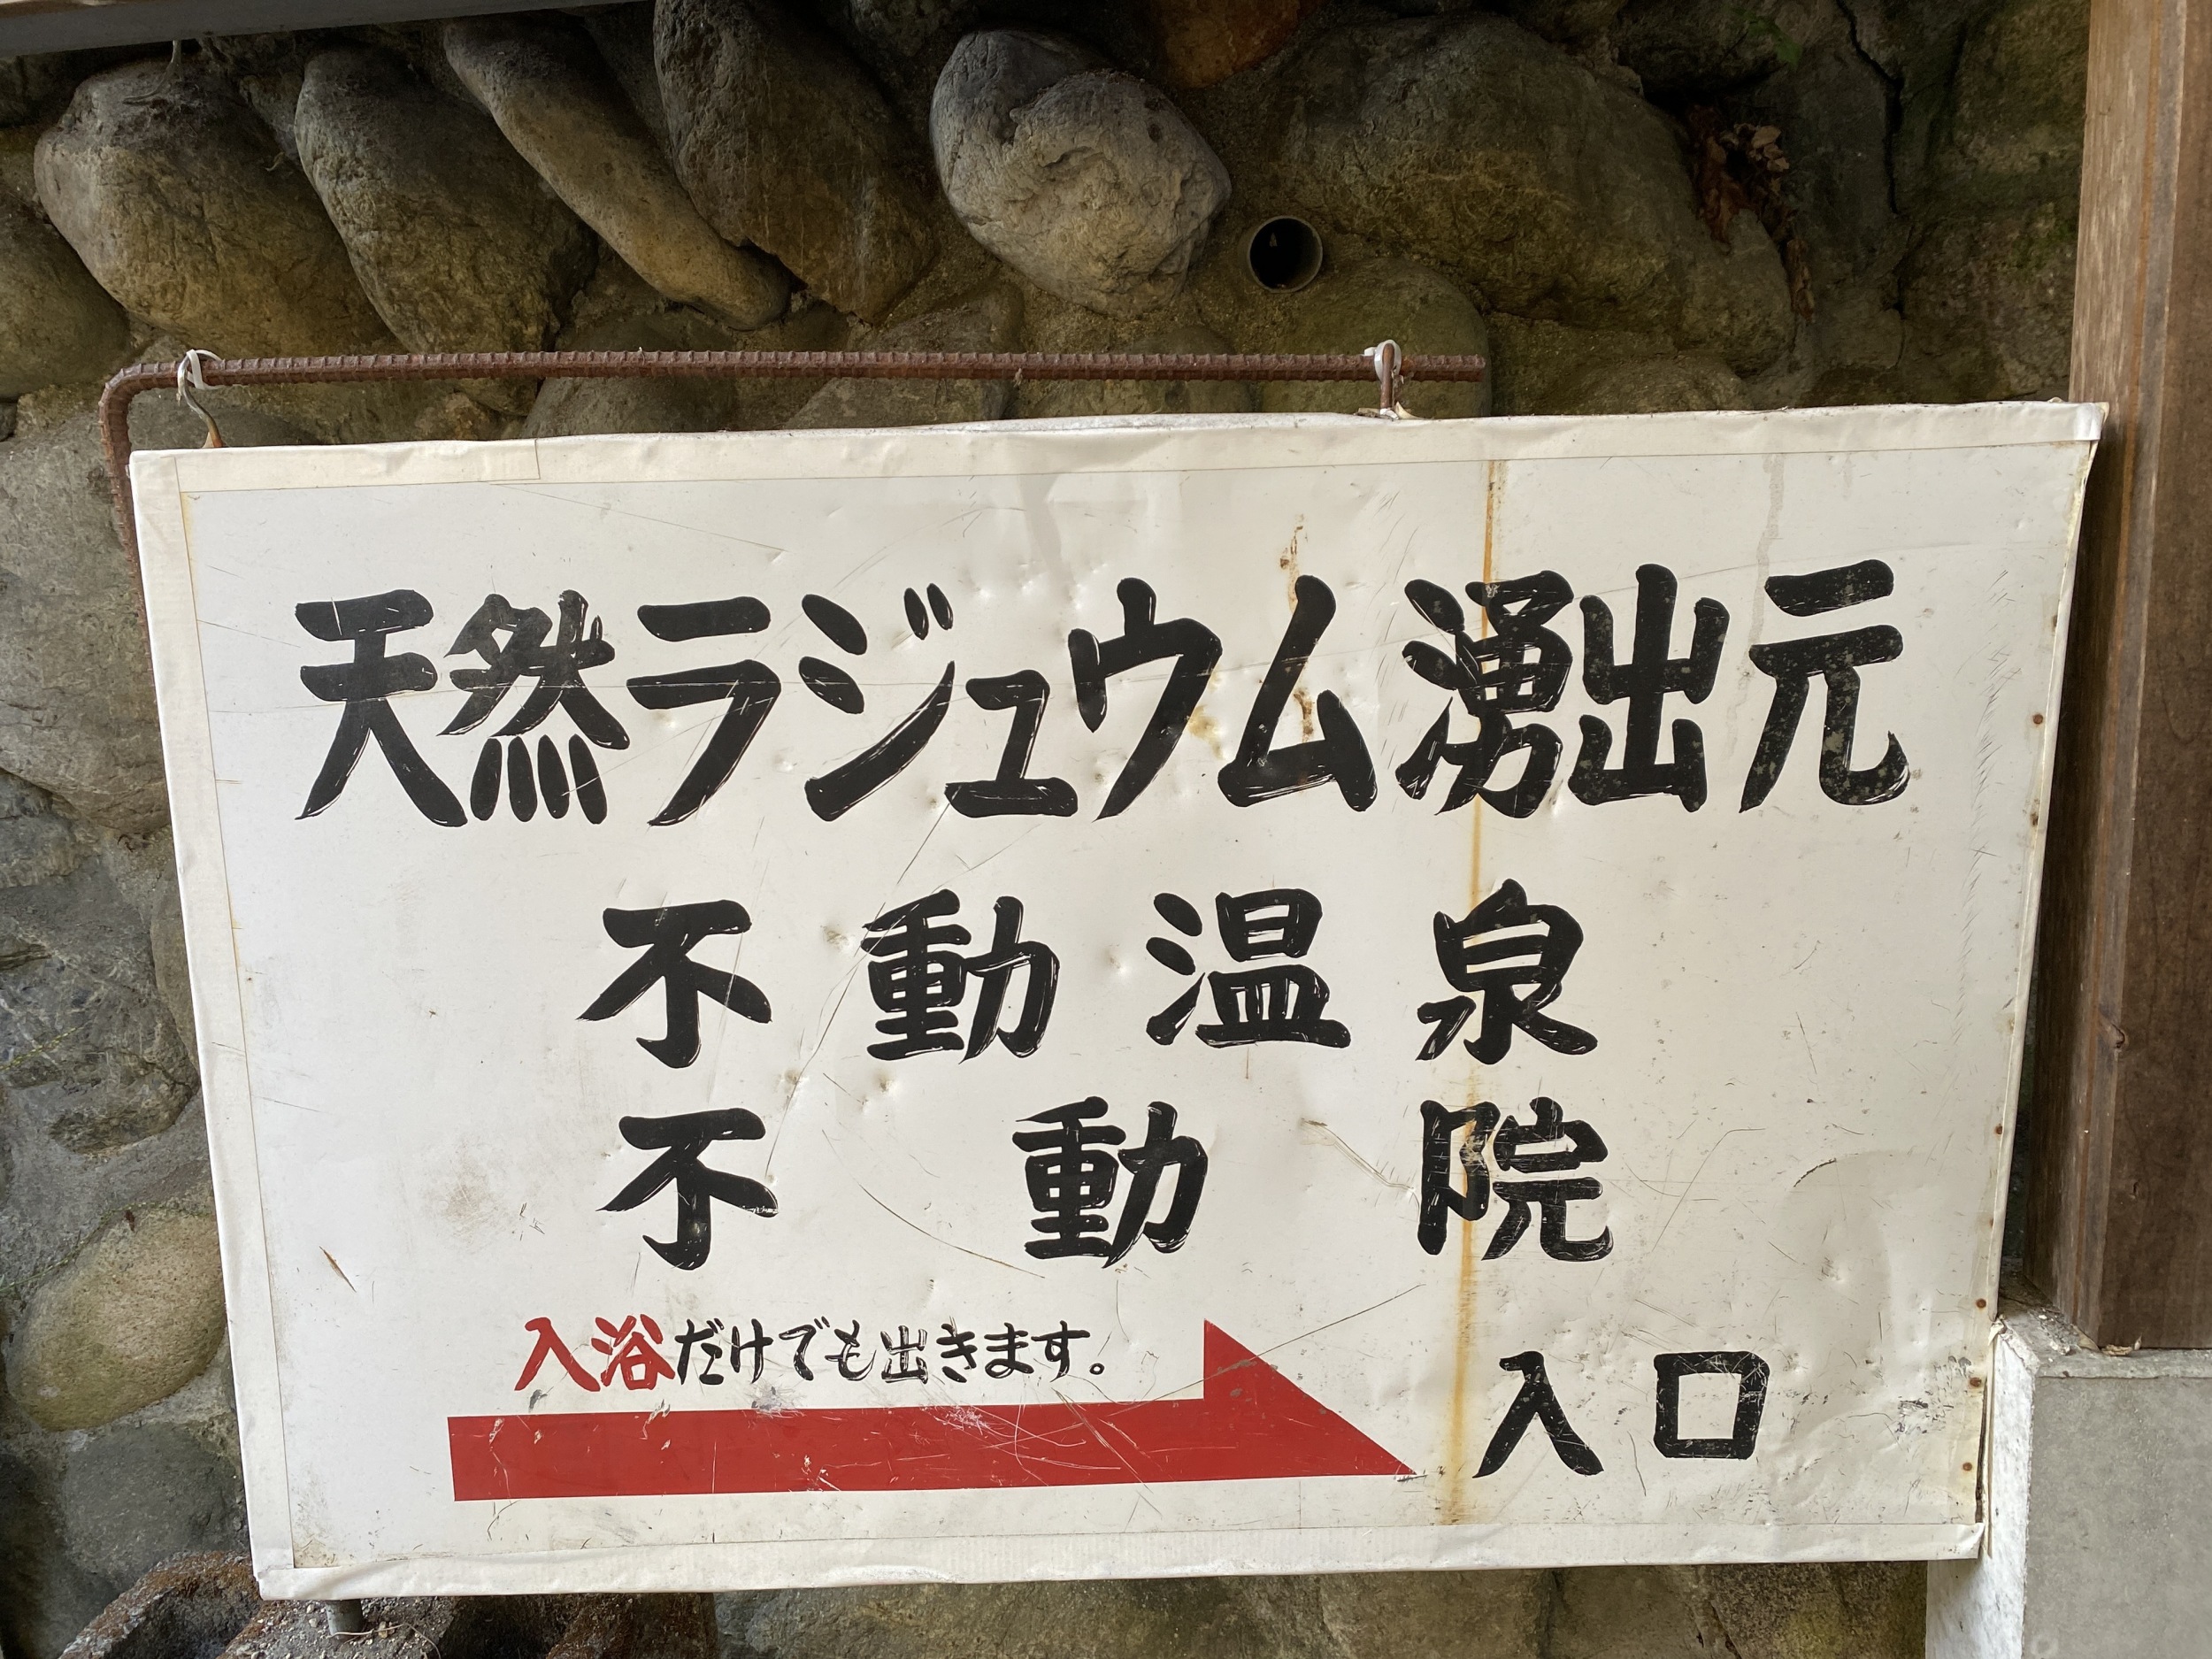 天然ラジュウム湧出元
不動温泉
不動院
入浴だけでも出きます。
入口